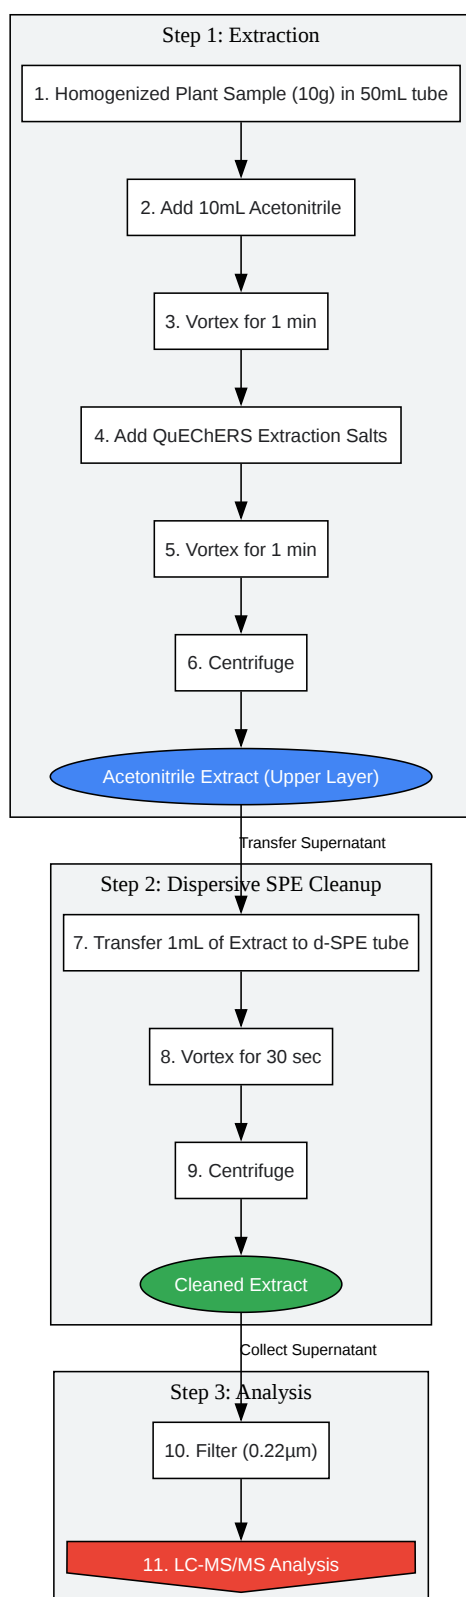 Step 1: Extraction
1. Homogenized Plant Sample (10g) in 50mL tube
2. Add 10mL Acetonitrile
3. Vortex for 1 min
4. Add QuEChERS Extraction Salts
5. Vortex for 1 min
6. Centrifuge
Acetonitrile Extract (Upper Layer)
Transfer Supernatant
Step 2: Dispersive SPE Cleanup
7. Transfer 1mL of Extract to d-SPE tube
8. Vortex for 30 sec
9. Centrifuge
Cleaned Extract
Collect Supernatant
Step 3: Analysis
10. Filter (0.22µm)
11. LC-MS/MS Analysis